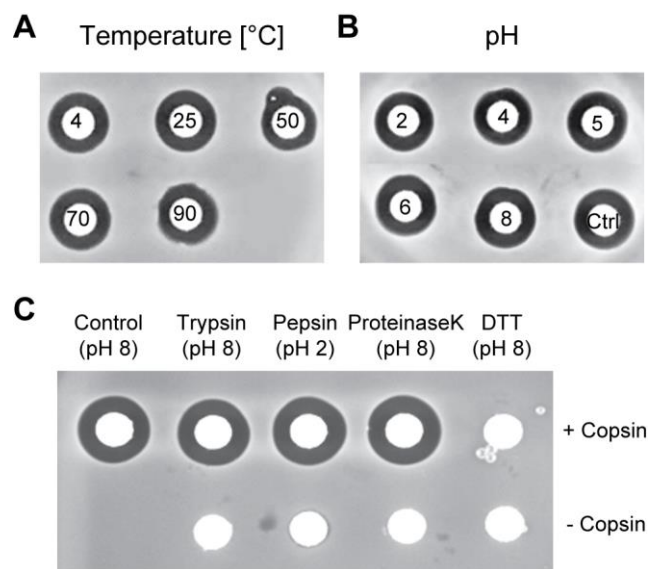 A
Temperature [°C]
4
25
50
70
90
B
pH
2
4
5
6
8
Ctrl
C
Control Trypsin Pepsin ProteinaseK DTT
(pH 8) (pH 8) (pH 2) (pH 8) (pH 8)
+ Copsin
- Copsin